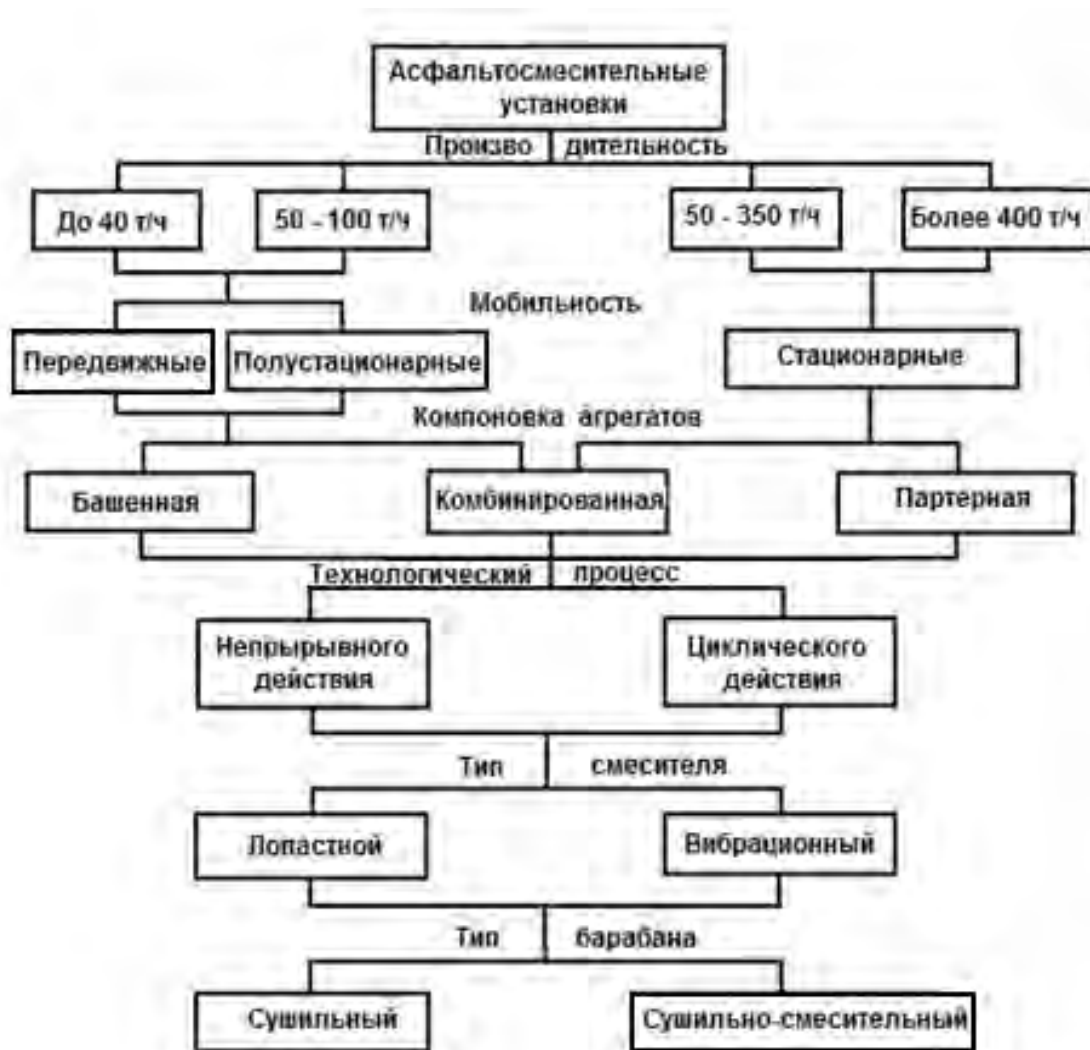 Асфальтосмесительные
установки
Произво дительность
До 40 т/ч
50 - 100 т/ч
50 - 350 т/ч
Более 400 т/ч
Мобильность
Передвижные
Полустационарные
Стационарные
Компоновка агрегатов
Башенная
Комбинированная
Партерная
Технологический процесс
Непрырывного
действия
Циклического
действия
Тип смесителя
Лопастной
Вибрационный
Тип барабана
Сушильный
Сушильно-смесительный